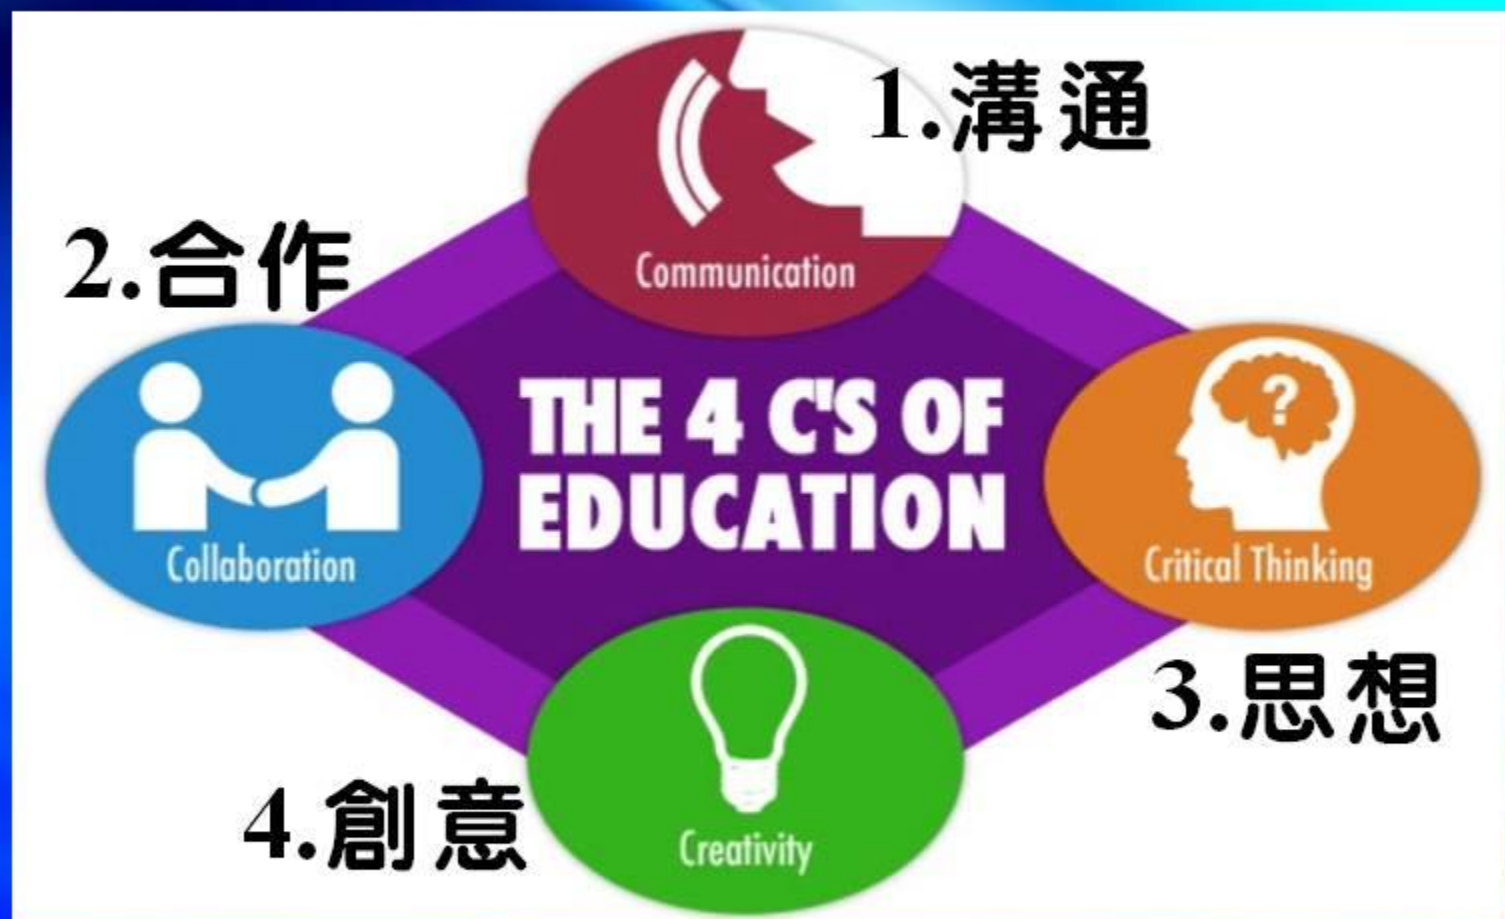 1.溝通
Communication
2.合作
THE 4 C'S OF
EDUCATION
?
Collaboration
Critical Thinking
3.思想
4.創意
Creativity